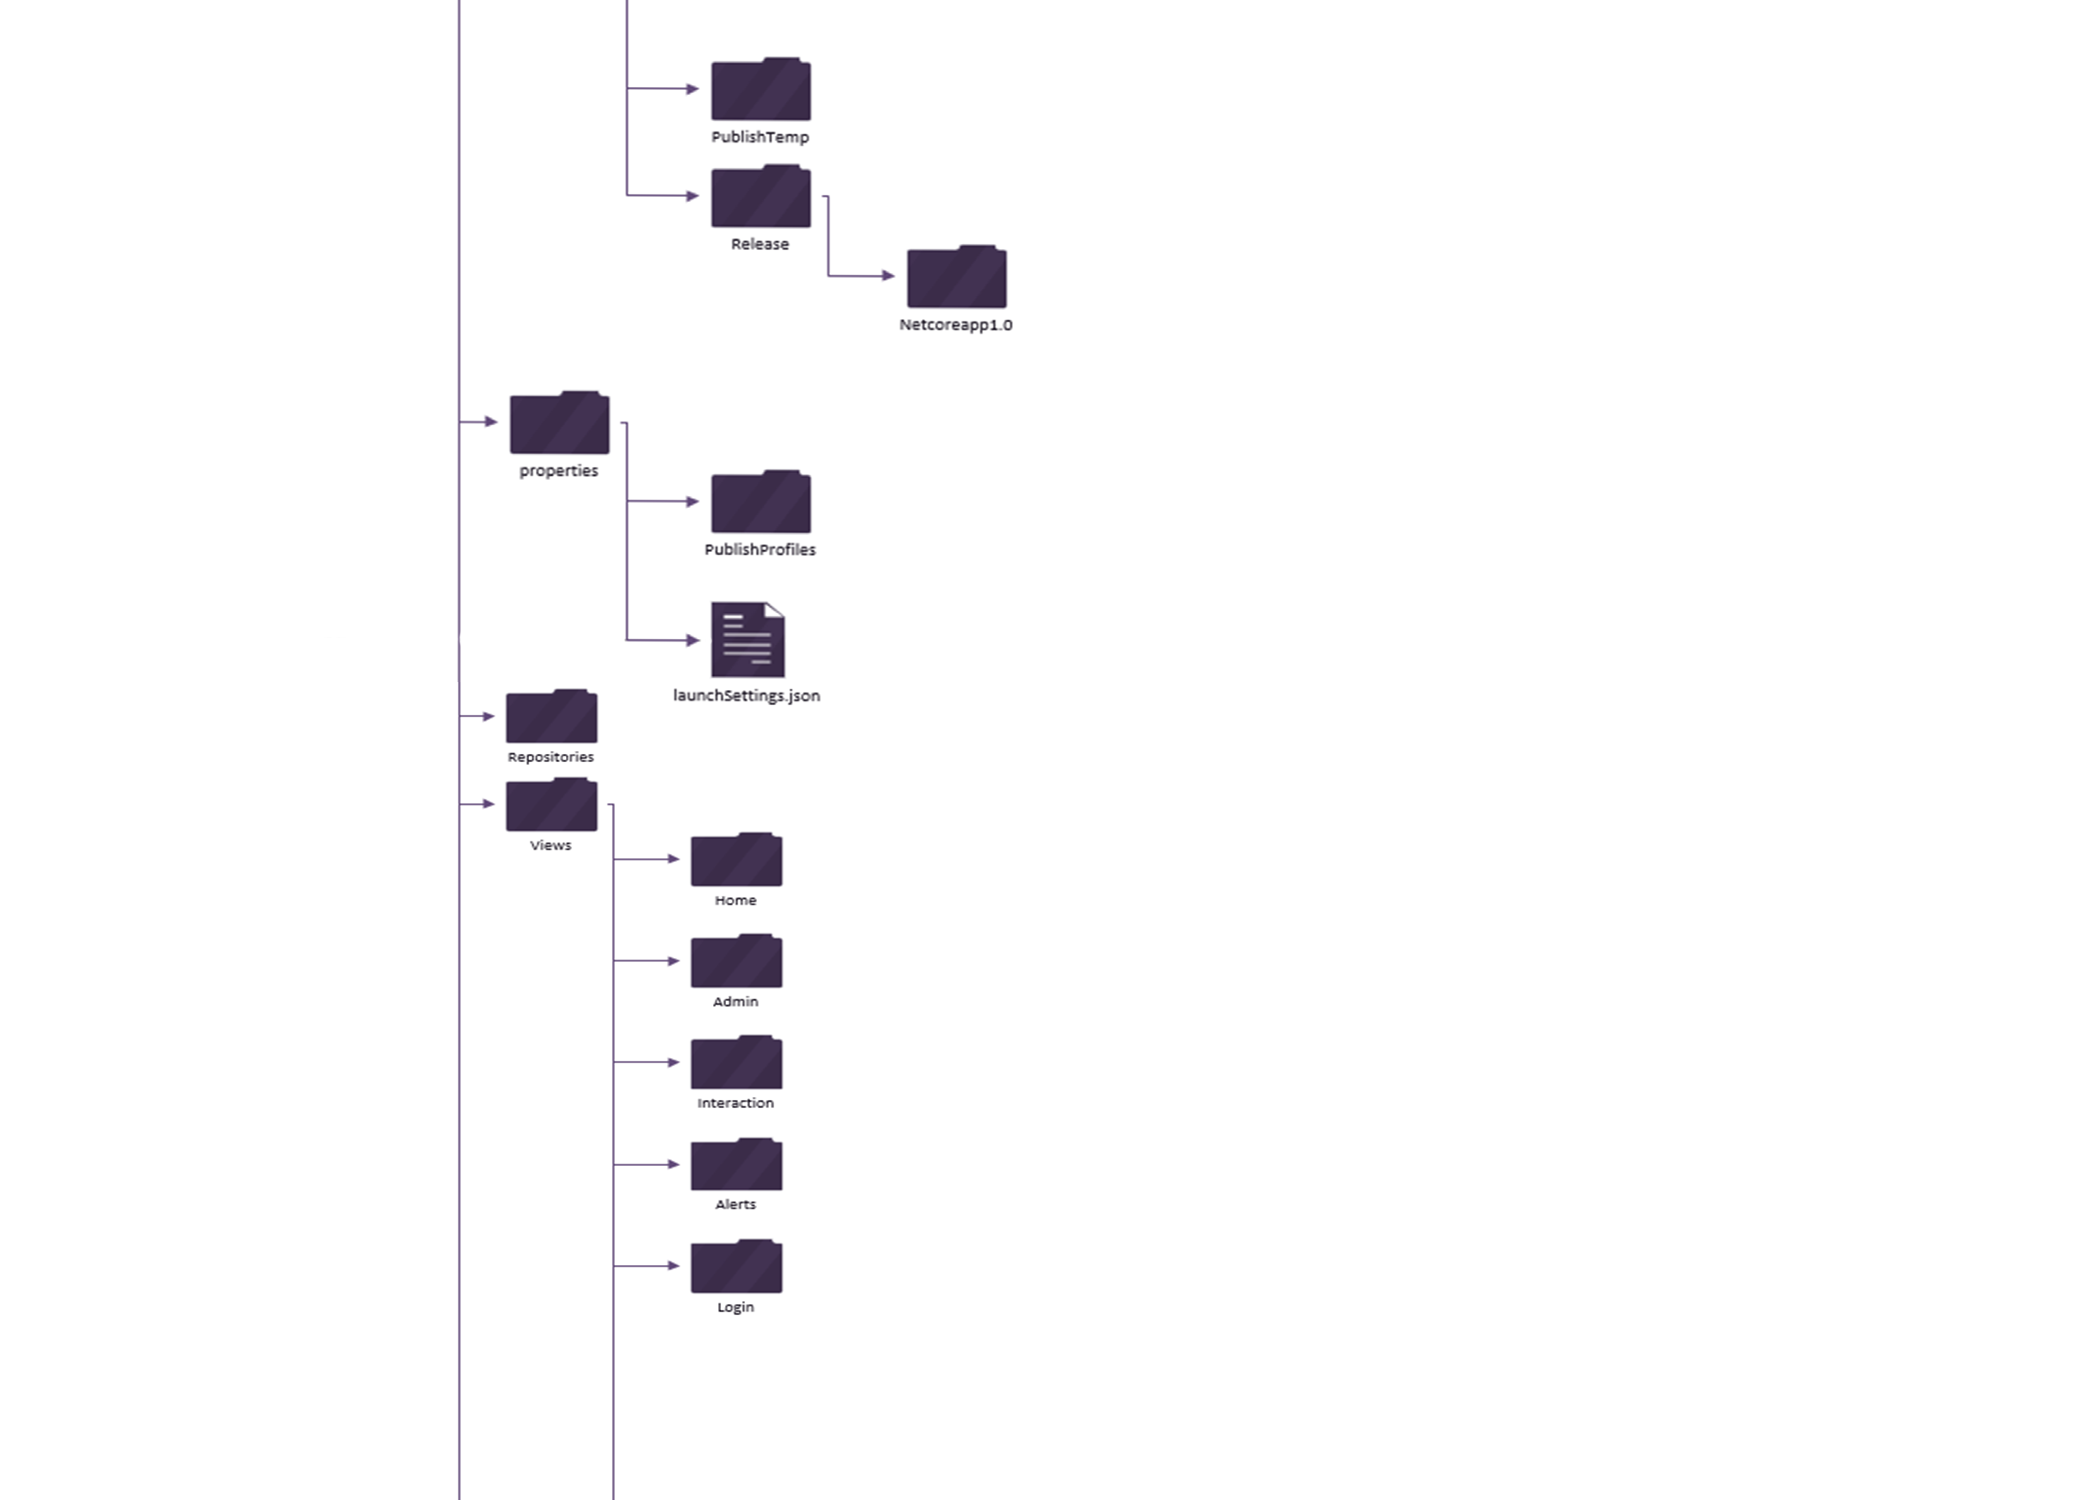 PublishTemp
Release
Netcoreapp1.0
properties
PublishProfiles
launchSettings.json
Repositories
Views
Home
Admin
Interaction
Alerts
Login